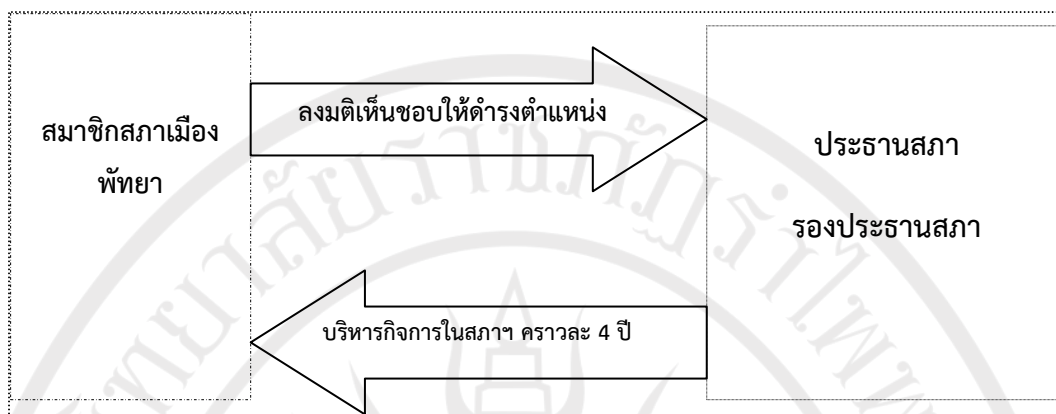 สมาชิกสภาเมือง
พัทยา
ลงมติเห็นชอบให้ดำรงตำแหน่ง
ประธานสภา
รองประธานสภา
บริหารกิจการในสภาฯ คราวละ 4 ปี